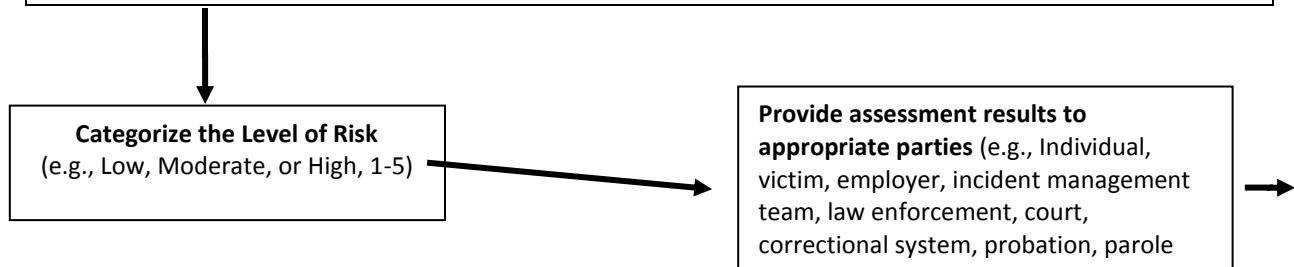 Categorize the Level of Risk
(e.g., Low, Moderate, or High, 1-5)
Provide assessment results to
appropriate parties (e.g., Individual,
victim, employer, incident management
team, law enforcement, court,
correctional system, probation, parole